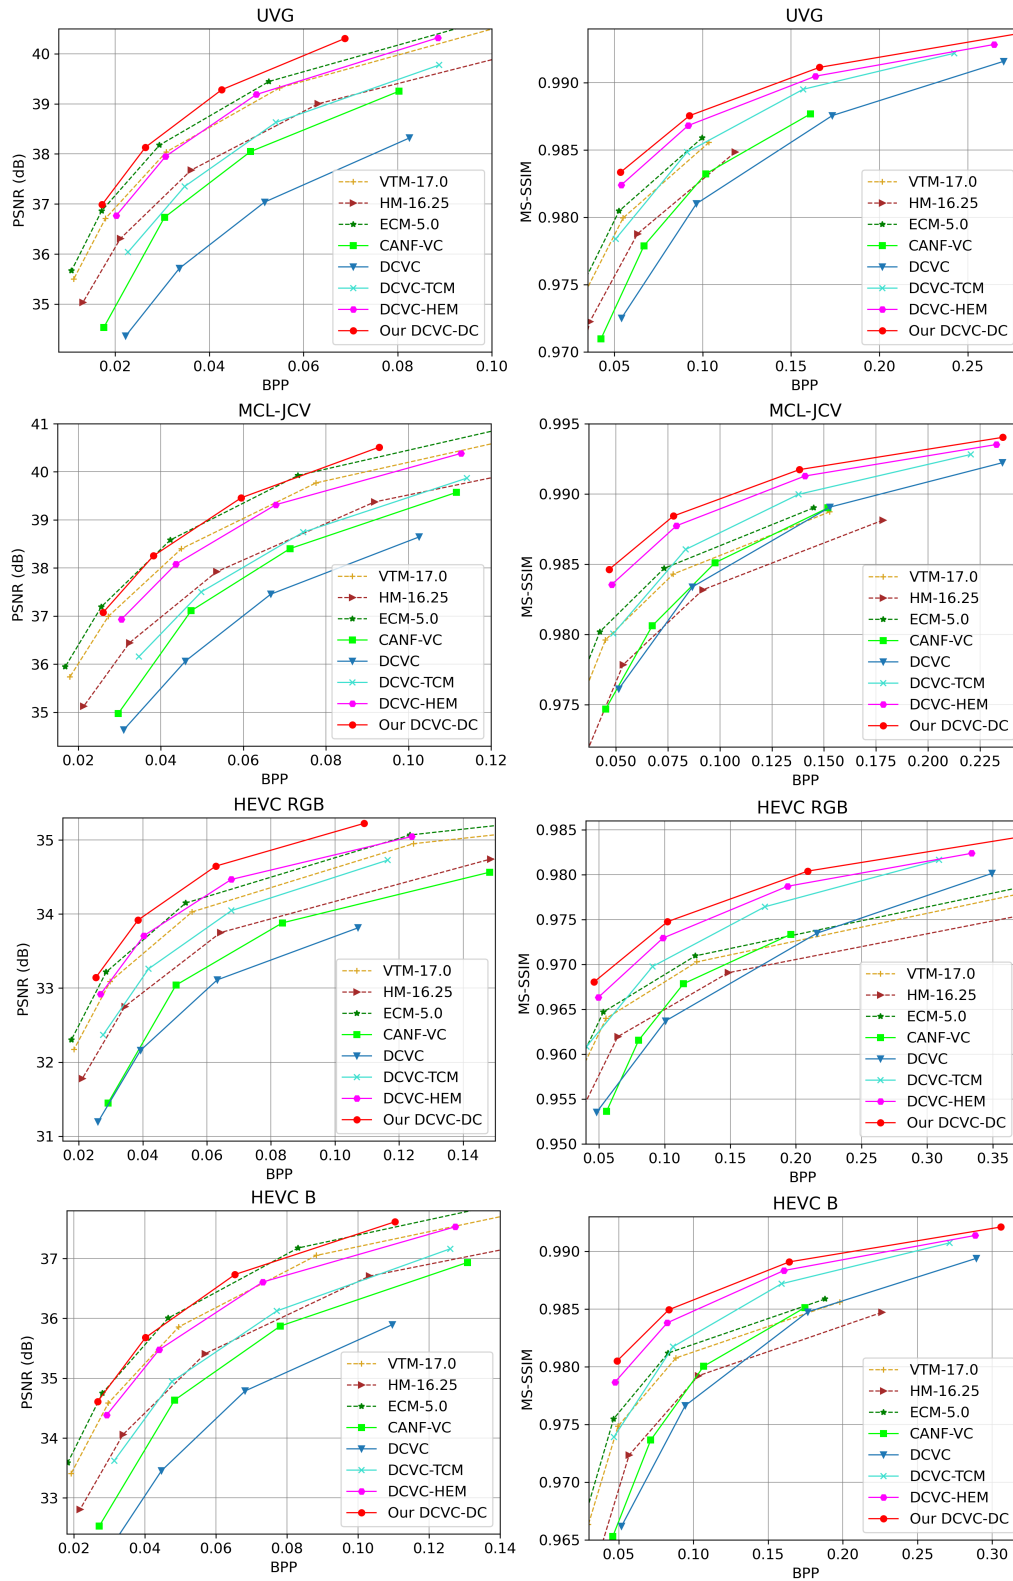 UVG
40
39
38
37
36
35
PSNR (dB)
0.02
0.04
0.06
0.08
0.10
BPP
VTM-17.0
HM-16.25
ECM-5.0
CANF-VC
DCVC
DCVC-TCM
DCVC-HEM
Our DCVC-DC
UVG
0.990
0.985
0.980
0.975
0.970
MS-SSIM
0.05
0.10
0.15
0.20
0.25
BPP
VTM-17.0
HM-16.25
ECM-5.0
CANF-VC
DCVC
DCVC-TCM
DCVC-HEM
Our DCVC-DC
MCL-JCV
41
40
39
38
37
36
35
PSNR (dB)
0.02
0.04
0.06
0.08
0.10
0.12
BPP
VTM-17.0
HM-16.25
ECM-5.0
CANF-VC
DCVC
DCVC-TCM
DCVC-HEM
Our DCVC-DC
MCL-JCV
0.995
0.990
0.985
0.980
0.975
MS-SSIM
0.050
0.075
0.100
0.125
0.150
0.175
0.200
0.225
BPP
VTM-17.0
HM-16.25
ECM-5.0
CANF-VC
DCVC
DCVC-TCM
DCVC-HEM
Our DCVC-DC
HEVC RGB
35
34
33
32
31
PSNR (dB)
0.02
0.04
0.06
0.08
0.10
0.12
0.14
BPP
VTM-17.0
HM-16.25
ECM-5.0
CANF-VC
DCVC
DCVC-TCM
DCVC-HEM
Our DCVC-DC
HEVC RGB
0.985
0.980
0.975
0.970
0.965
0.960
0.955
0.950
MS-SSIM
0.05
0.10
0.15
0.20
0.25
0.30
0.35
BPP
VTM-17.0
HM-16.25
ECM-5.0
CANF-VC
DCVC
DCVC-TCM
DCVC-HEM
Our DCVC-DC
HEVC B
37
36
35
34
33
PSNR (dB)
0.02
0.04
0.06
0.08
0.10
0.12
0.14
BPP
VTM-17.0
HM-16.25
ECM-5.0
CANF-VC
DCVC
DCVC-TCM
DCVC-HEM
Our DCVC-DC
HEVC B
0.990
0.985
0.980
0.975
0.970
0.965
MS-SSIM
0.05
0.10
0.15
0.20
0.25
0.30
BPP
VTM-17.0
HM-16.25
ECM-5.0
CANF-VC
DCVC
DCVC-TCM
DCVC-HEM
Our DCVC-DC